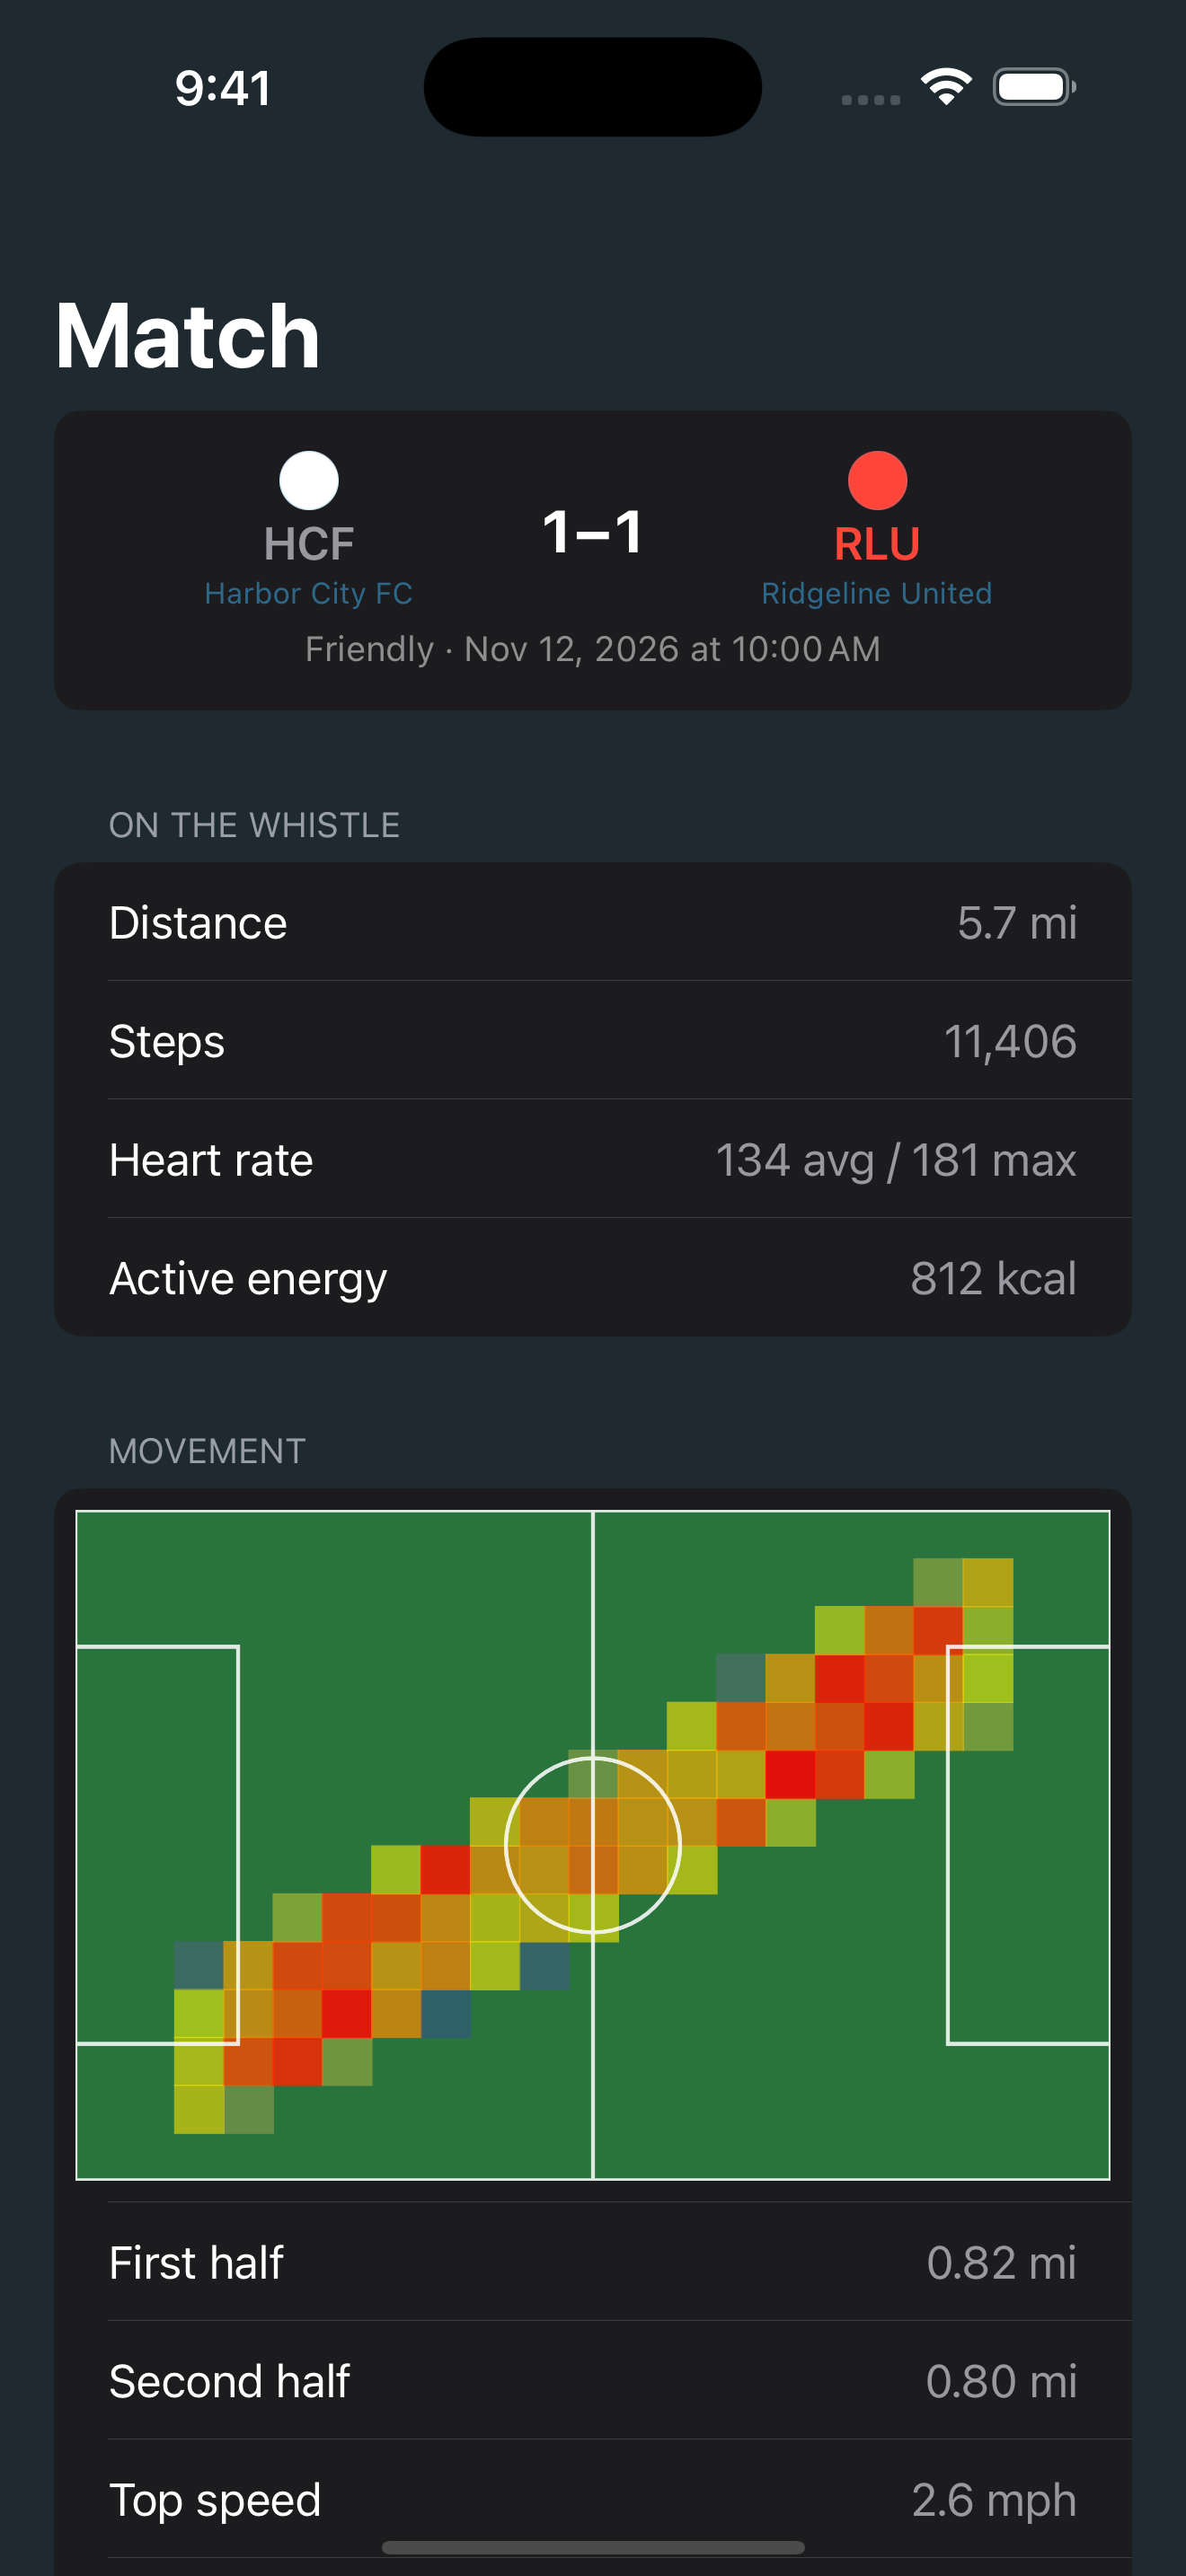 9:41
Match
HCF
1–1
RLU
Harbor City FC
Ridgeline United
Friendly · Nov 12, 2026 at 10:00 AM
ON THE WHISTLE
Distance 5.7 mi
Steps 11,406
Heart rate 134 avg / 181 max
Active energy 812 kcal
MOVEMENT
First half 0.82 mi
Second half 0.80 mi
Top speed 2.6 mph